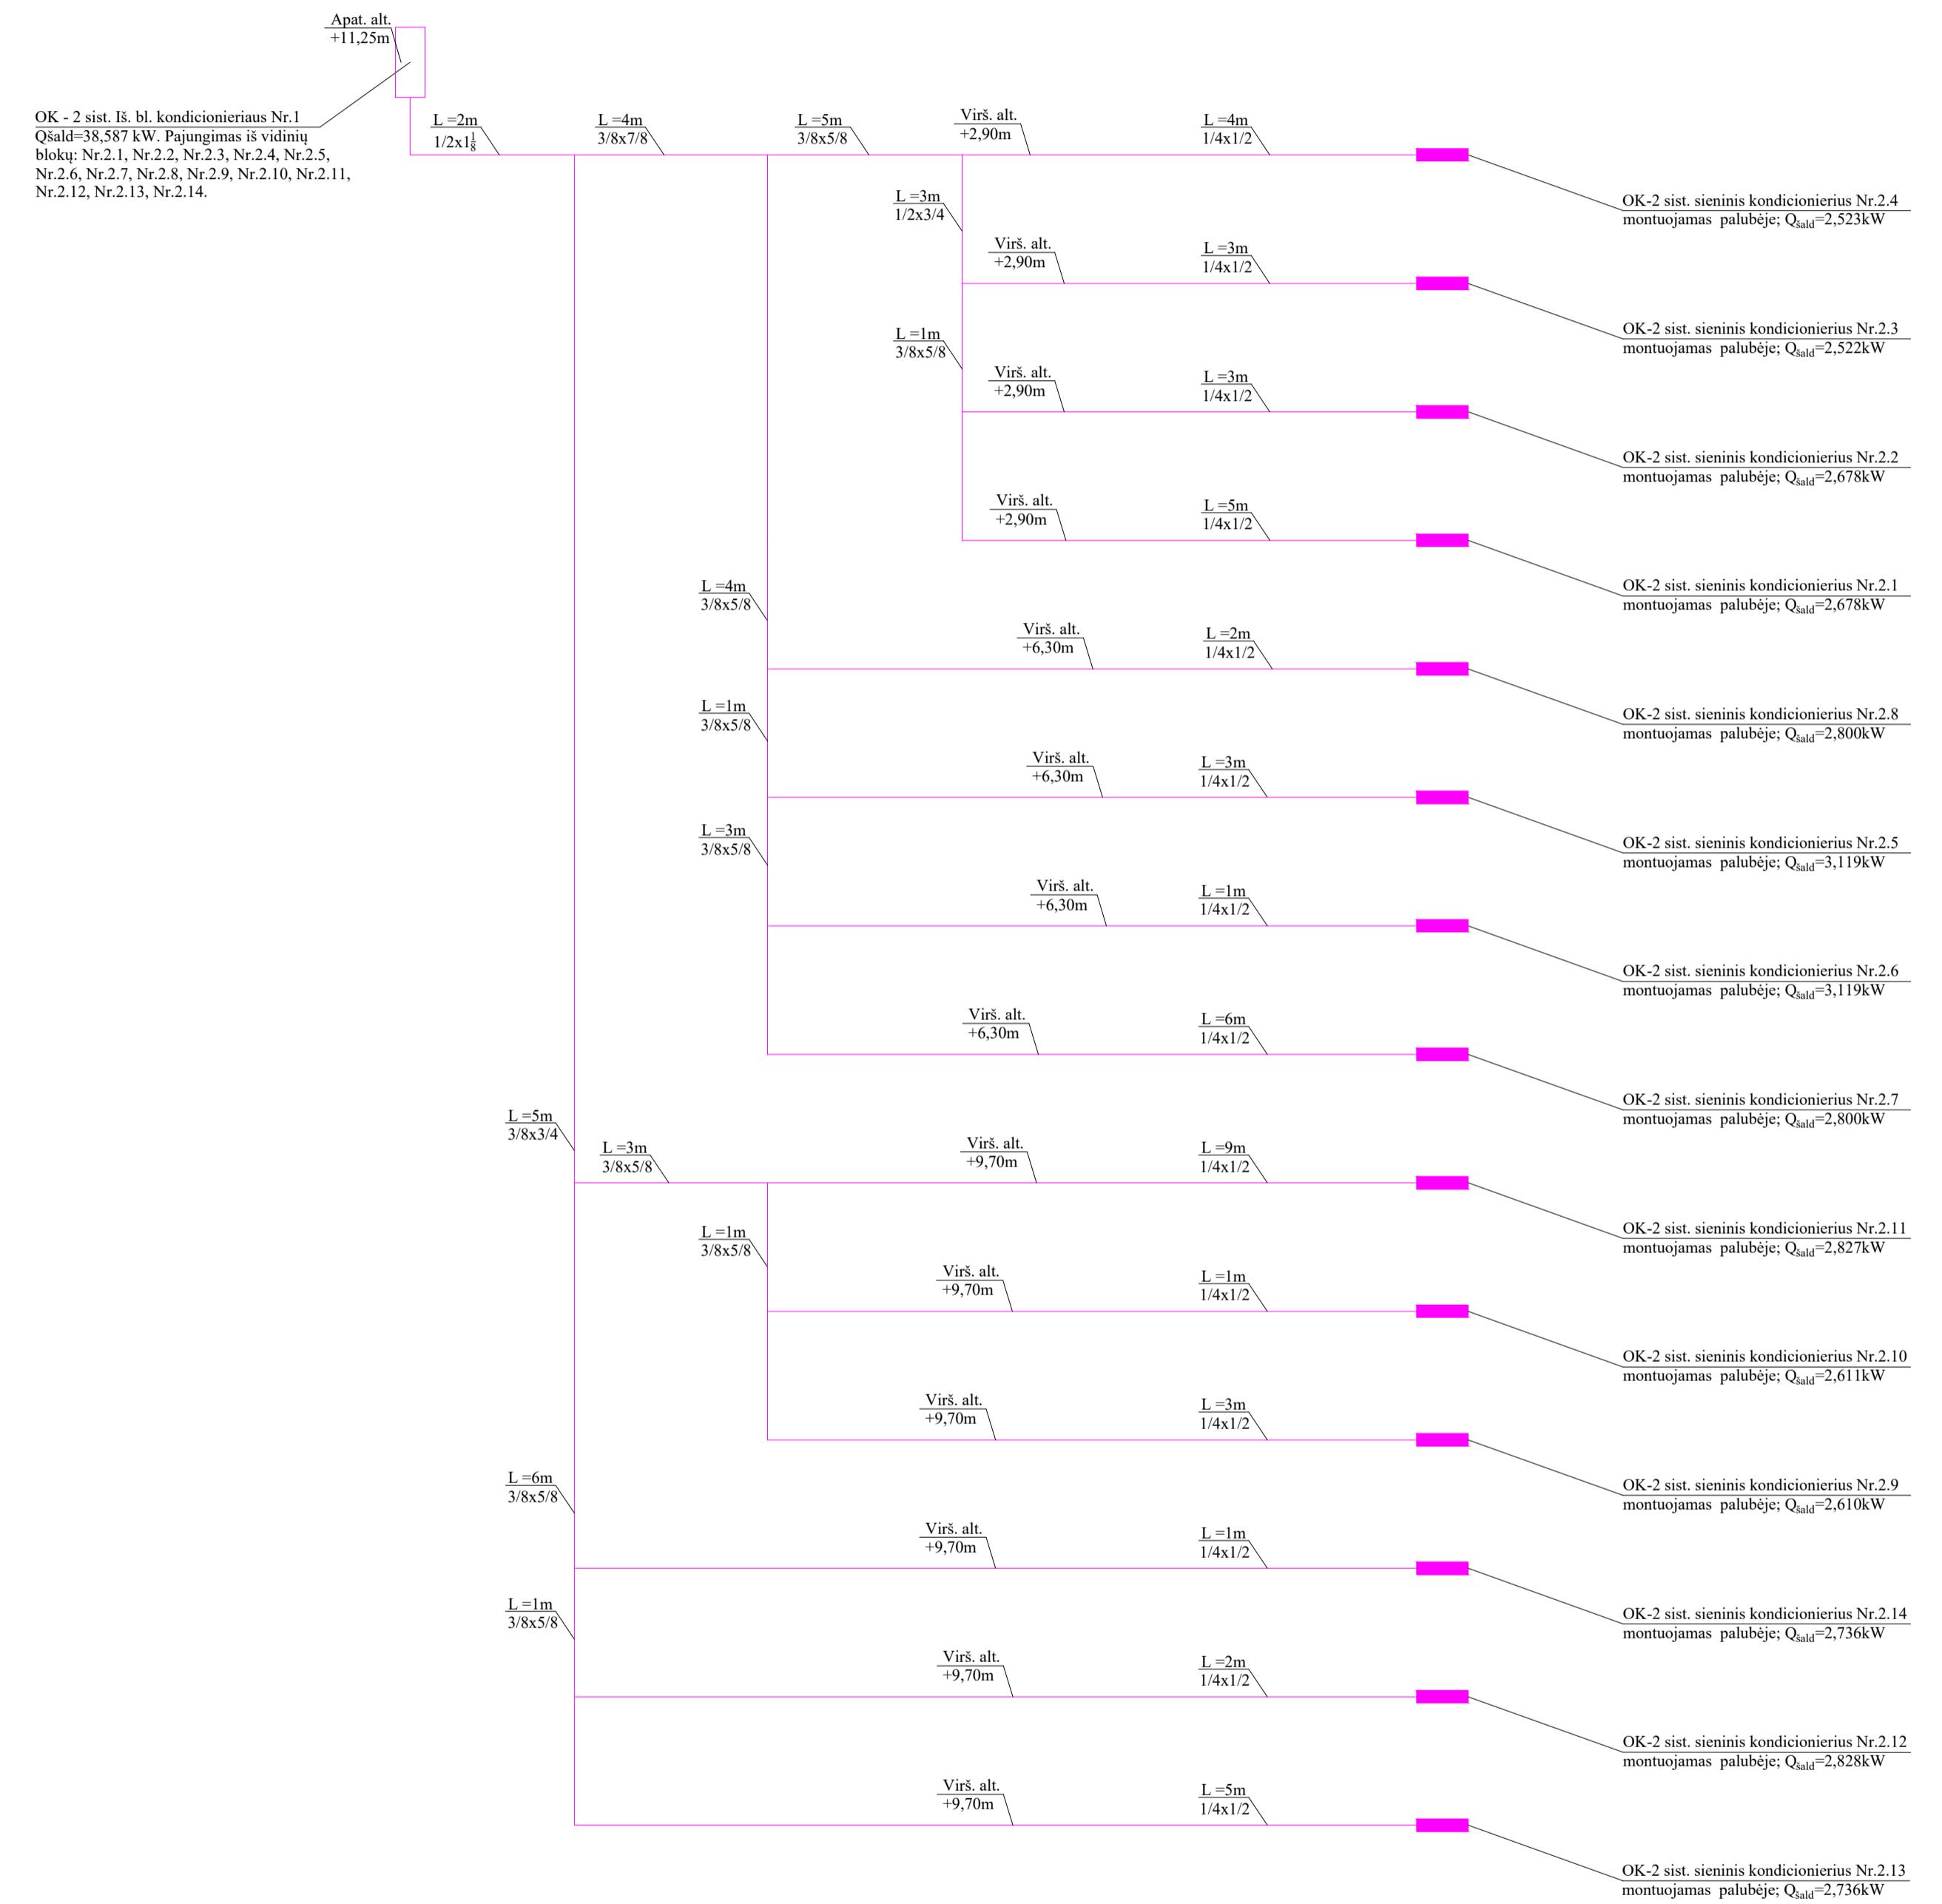 Apat. alt.
+11,25m
OK - 2 sist. Iš. bl. kondicionieriaus Nr.1
Qšald=38,587 kW. Pajungimas iš vidinių
blokų: Nr.2.1, Nr.2.2, Nr.2.3, Nr.2.4, Nr.2.5,
Nr.2.6, Nr.2.7, Nr.2.8, Nr.2.9, Nr.2.10, Nr.2.11,
Nr.2.12, Nr.2.13, Nr.2.14.
L =2m
1/2x1 1/8
L =4m
3/8x7/8
L =5m
3/8x5/8
Virš. alt.
+2,90m
L =4m
1/4x1/2
OK-2 sist. sieninis kondicionierius Nr.2.4
montuojamas palubėje; Qšald=2,523kW
L =3m
1/2x3/4
Virš. alt.
+2,90m
L =3m
1/4x1/2
OK-2 sist. sieninis kondicionierius Nr.2.3
montuojamas palubėje; Qšald=2,522kW
L =1m
3/8x5/8
Virš. alt.
+2,90m
L =3m
1/4x1/2
OK-2 sist. sieninis kondicionierius Nr.2.2
montuojamas palubėje; Qšald=2,678kW
Virš. alt.
+2,90m
L =5m
1/4x1/2
OK-2 sist. sieninis kondicionierius Nr.2.1
montuojamas palubėje; Qšald=2,678kW
L =4m
3/8x5/8
Virš. alt.
+6,30m
L =2m
1/4x1/2
OK-2 sist. sieninis kondicionierius Nr.2.8
montuojamas palubėje; Qšald=2,800kW
L =1m
3/8x5/8
Virš. alt.
+6,30m
L =3m
1/4x1/2
OK-2 sist. sieninis kondicionierius Nr.2.5
montuojamas palubėje; Qšald=3,119kW
L =3m
3/8x5/8
Virš. alt.
+6,30m
L =1m
1/4x1/2
OK-2 sist. sieninis kondicionierius Nr.2.6
montuojamas palubėje; Qšald=3,119kW
Virš. alt.
+6,30m
L =6m
1/4x1/2
OK-2 sist. sieninis kondicionierius Nr.2.7
montuojamas palubėje; Qšald=2,800kW
L =5m
3/8x3/4
L =3m
3/8x5/8
Virš. alt.
+9,70m
L =9m
1/4x1/2
OK-2 sist. sieninis kondicionierius Nr.2.11
montuojamas palubėje; Qšald=2,827kW
L =1m
3/8x5/8
Virš. alt.
+9,70m
L =1m
1/4x1/2
OK-2 sist. sieninis kondicionierius Nr.2.10
montuojamas palubėje; Qšald=2,611kW
Virš. alt.
+9,70m
L =3m
1/4x1/2
OK-2 sist. sieninis kondicionierius Nr.2.9
montuojamas palubėje; Qšald=2,610kW
L =6m
3/8x5/8
Virš. alt.
+9,70m
L =1m
1/4x1/2
OK-2 sist. sieninis kondicionierius Nr.2.14
montuojamas palubėje; Qšald=2,736kW
L =1m
3/8x5/8
Virš. alt.
+9,70m
L =2m
1/4x1/2
OK-2 sist. sieninis kondicionierius Nr.2.12
montuojamas palubėje; Qšald=2,828kW
Virš. alt.
+9,70m
L =5m
1/4x1/2
OK-2 sist. sieninis kondicionierius Nr.2.13
montuojamas palubėje; Qšald=2,736kW